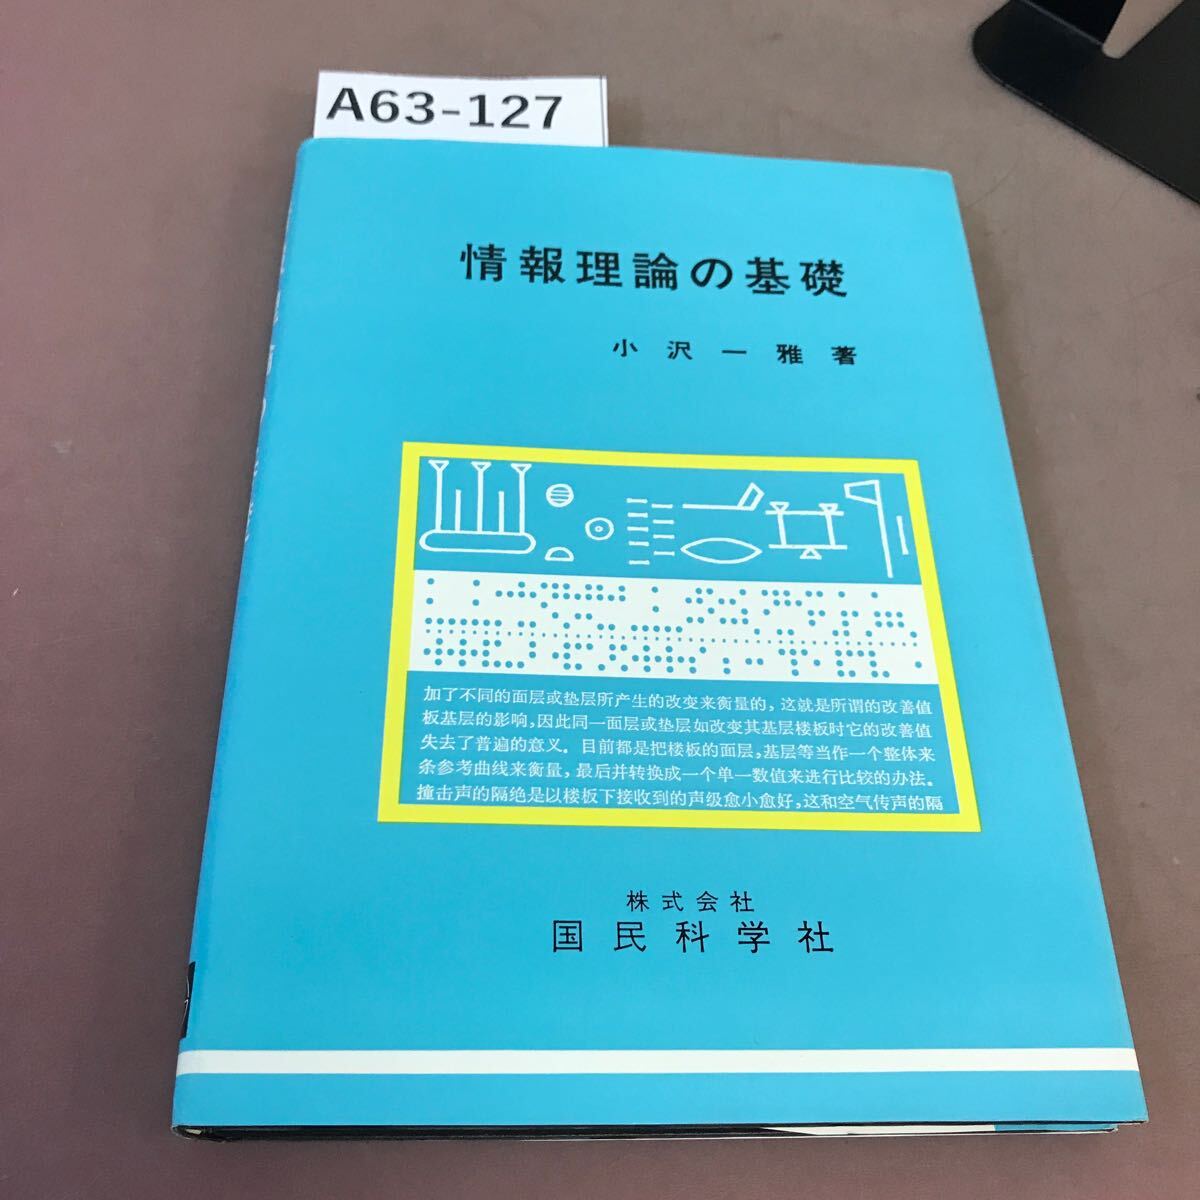 A63-127
情報理論の基礎
小沢一雅著
加了不同的面层或垫层所产生的改变来衡量的，这就是所谓的改善值
板基层的影响，因此同一面层或垫层如改变其基层楼板时它的改善值
失去了普遍的意义。目前都是把楼板的面层，基层等当作一个整体来
条参考曲线来衡量，最后并转换成一个单一数值来进行比较的办法。
撞击声的隔绝是以楼板下接收到的声级愈小愈好，这和空气传声的隔
株式会社
国民科学社